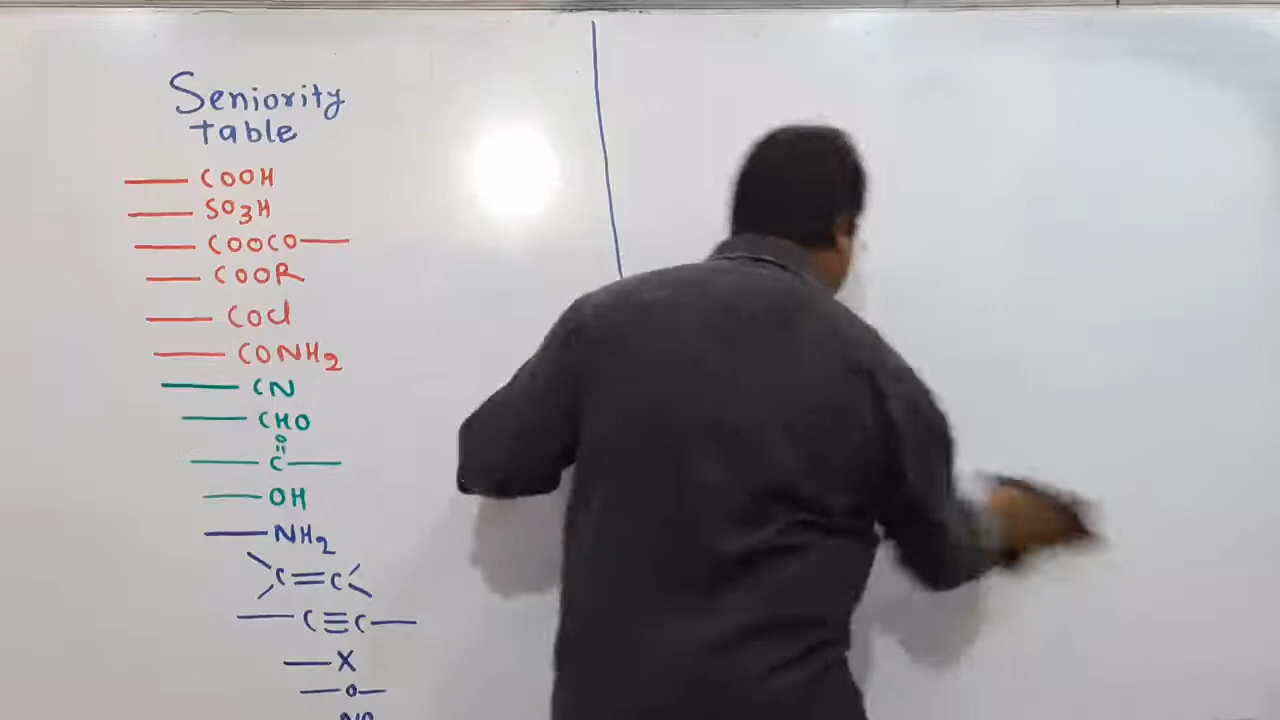 Seniority
table
—COOH
—SO3H
—COOCO—
—COOR
—COCl
—CONH2
—CN
—CHO
O
||
—C—
—OH
—NH2
C=C
—C≡C—
—X
—O—